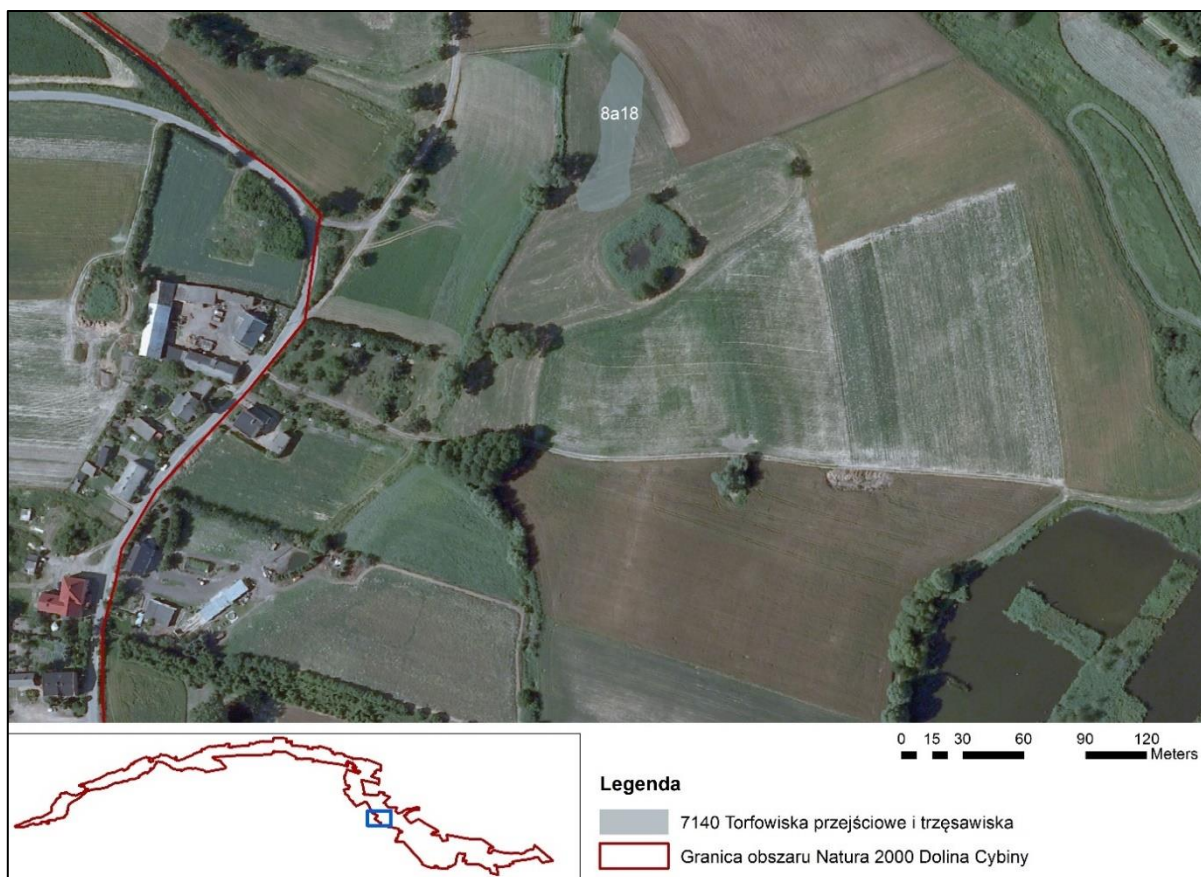 8a18
0 15 30 60 90 120
Meters
Legenda
7140 Torfowiska przejściowe i trzęsawiska
Granica obszaru Natura 2000 Dolina Cybiny